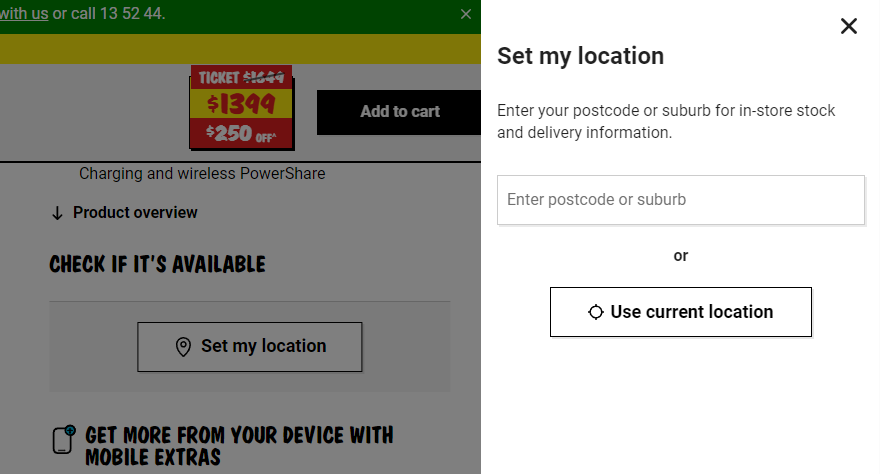 with us or call 13 52 44.
TICKET $1649
$1399
$250 OFF^
Add to cart
Charging and wireless PowerShare
Product overview
CHECK IF IT'S AVAILABLE
Set my location
GET MORE FROM YOUR DEVICE WITH
MOBILE EXTRAS
Set my location
Enter your postcode or suburb for in-store stock
and delivery information.
Enter postcode or suburb
or
Use current location